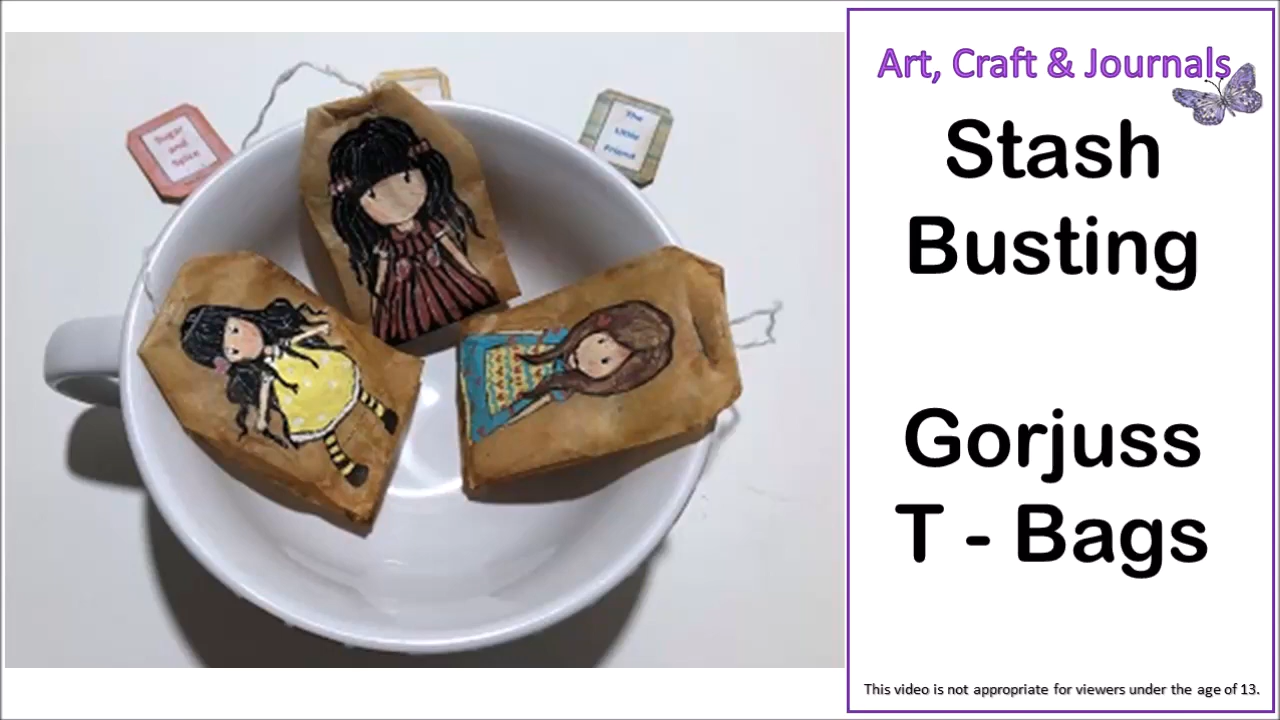 Art, Craft & Journals
Stash
Busting
Gorjuss
T - Bags
This video is not appropriate for viewers under the age of 13.
Sugar
and
Spice
The
Little
Friend